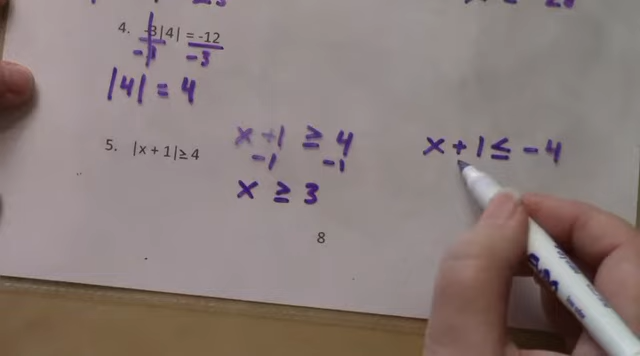 4. -3|4| = -12
-3 -3
|4| = 4
5. |x + 1| ≥ 4
x + 1 ≥ 4
-1 -1
x ≥ 3
x + 1 ≤ -4
8